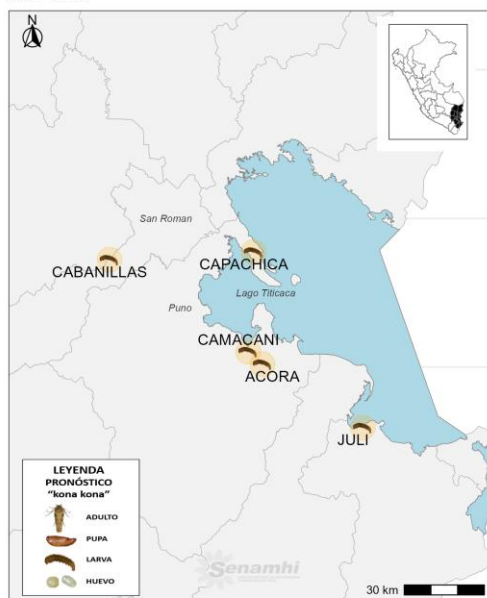 N
San Roman
CABANILLAS
CAPACHICA
Lago Titicaca
Puno
CAMACANI
ACORA
JULI
LEYENDA
PRONÓSTICO
"kona kona"
ADULTO
PUPA
LARVA
HUEVO
Senamhi
30 km